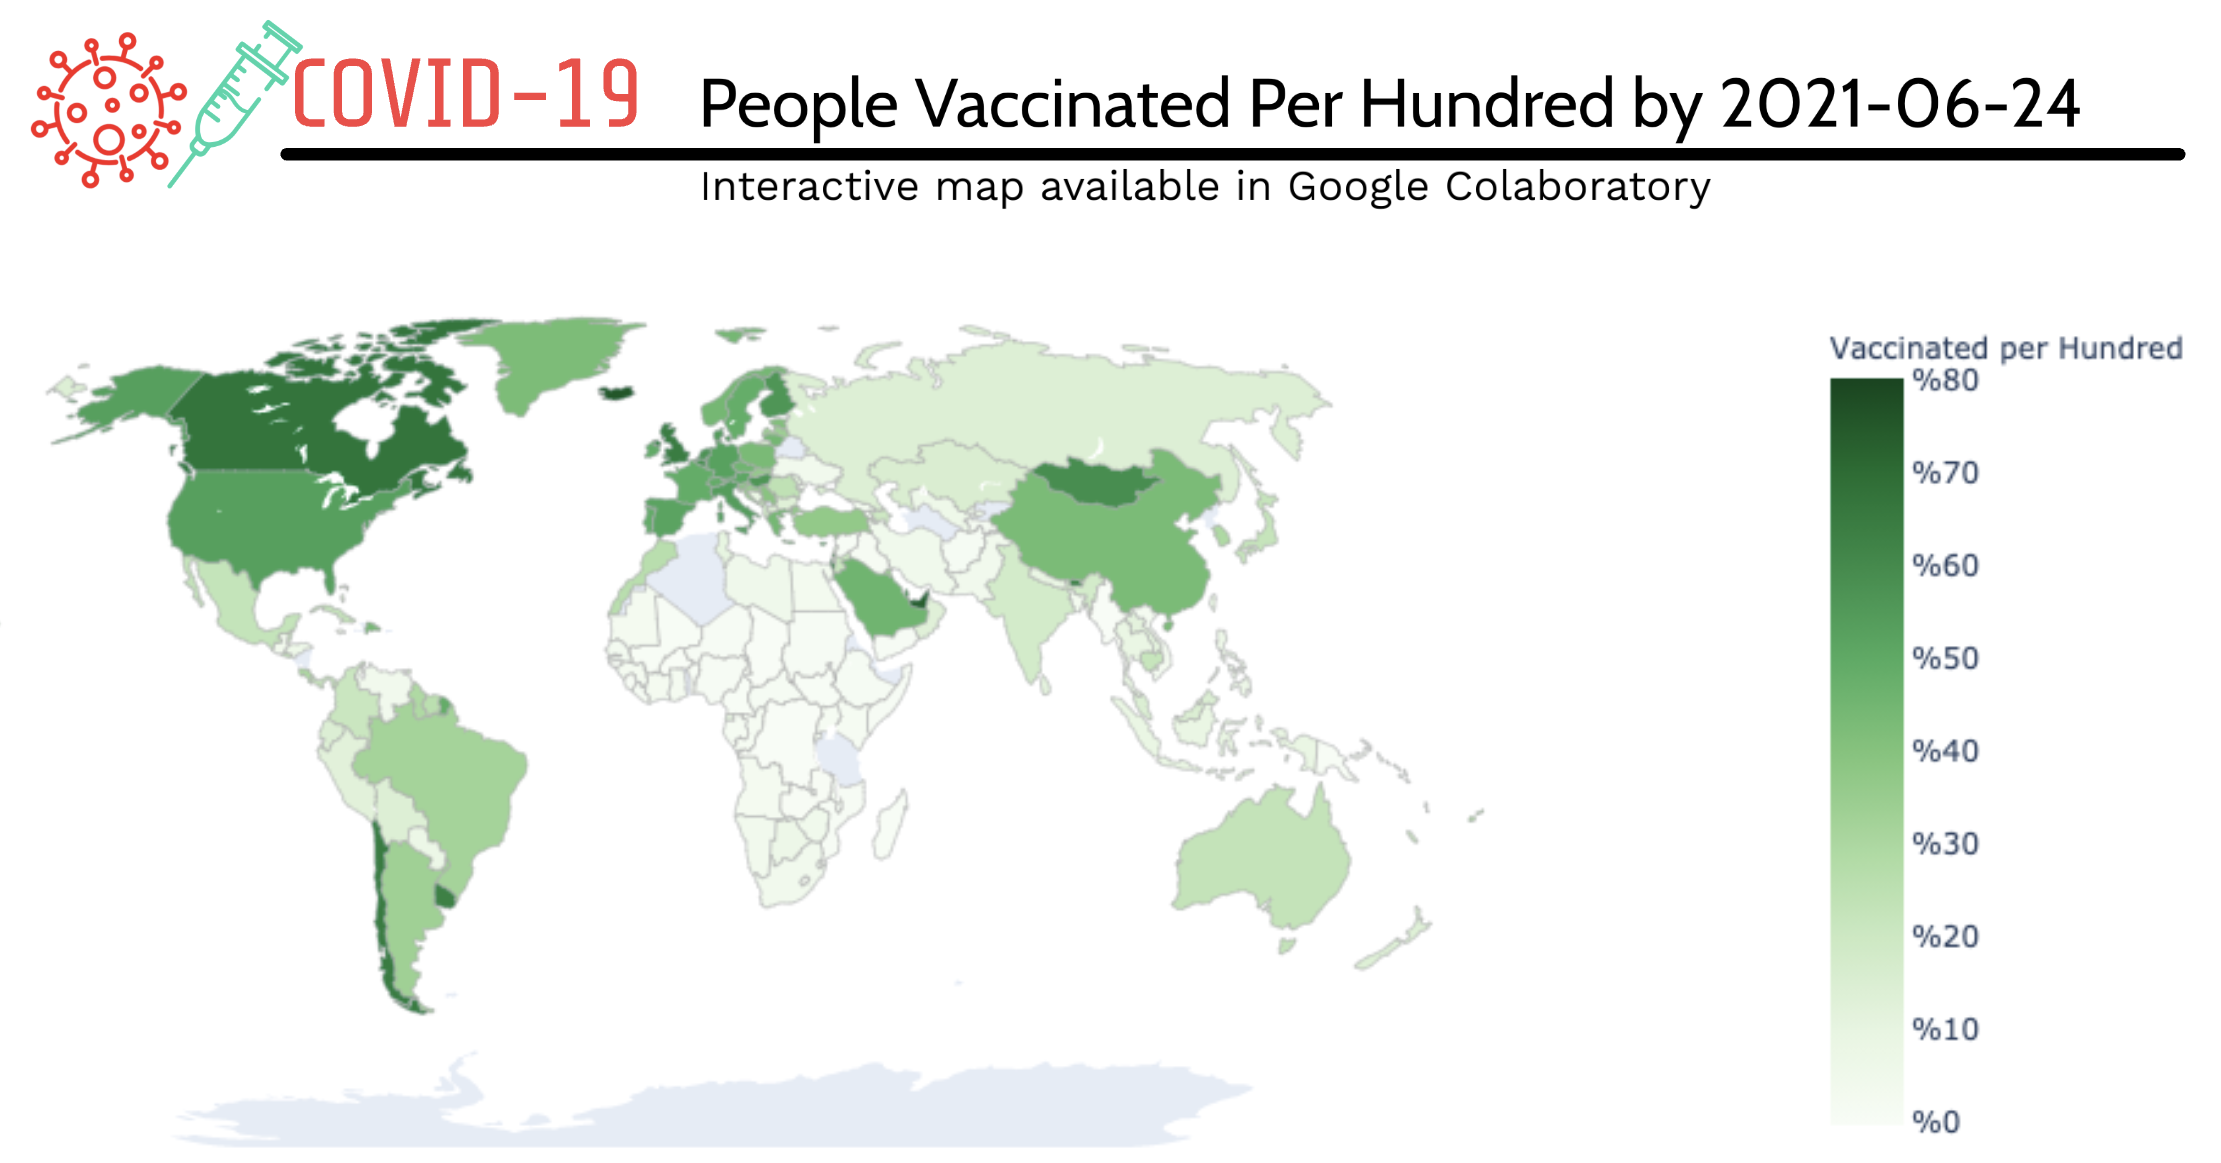 COVID-19
People Vaccinated Per Hundred by 2021-06-24
Interactive map available in Google Colaboratory
Vaccinated per Hundred
%80
%70
%60
%50
%40
%30
%20
%10
%0